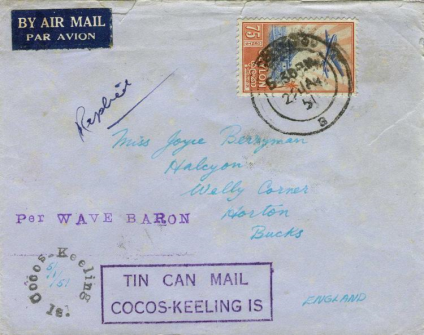 BY AIR MAIL
PAR AVION
75
Replied
Miss Joyce Berryman
Halcyon
Welly Corner
Horton
Bucks
ENGLAND
Per WAVE BARON
Cocos-Keeling Is.
TIN CAN MAIL
COCOS-KEELING IS